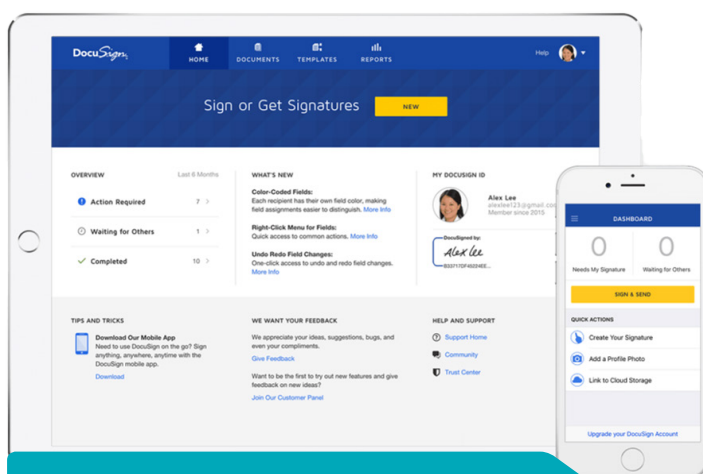 DocuSign
HOME
DOCUMENTS
TEMPLATES
REPORTS
Help
Sign or Get Signatures
NEW
OVERVIEW
Last 6 Months
Action Required
7
Waiting for Others
1
Completed
10
WHAT'S NEW
Color-Coded Fields:
Each recipient has their own field color, making
field assignments easier to distinguish. More Info
Right-Click Menu for Fields:
Quick access to common actions. More Info
Undo Redo Field Changes:
One-click access to undo and redo field changes.
More Info
MY DOCUSIGN ID
Alex Lee
alexlee123@gmail.co
Member since 2015
DocuSigned by:
Alex Lee
TIPS AND TRICKS
Download Our Mobile App
Need to use DocuSign on the go? Sign
anything, anywhere, anytime with the
DocuSign mobile app.
Download
WE WANT YOUR FEEDBACK
We appreciate your ideas, suggestions, bugs, and
even your compliments.
Give Feedback
Want to be the first to try out new features and give
feedback on new ideas?
Join Our Customer Panel
HELP AND SUPPORT
Support Home
Community
Trust Center
DASHBOARD
0
Needs My Signature
0
Waiting for Others
SIGN & SEND
QUICK ACTIONS
Create Your Signature
Add a Profile Photo
Link to Cloud Storage
Upgrade your DocuSign Account